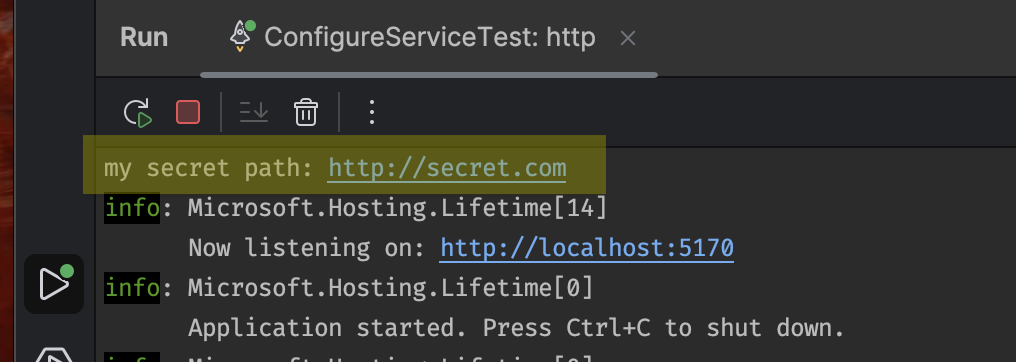 Run ConfigureServiceTest: http
my secret path: http://secret.com
info: Microsoft.Hosting.Lifetime[14]
Now listening on: http://localhost:5170
info: Microsoft.Hosting.Lifetime[0]
Application started. Press Ctrl+C to shut down.